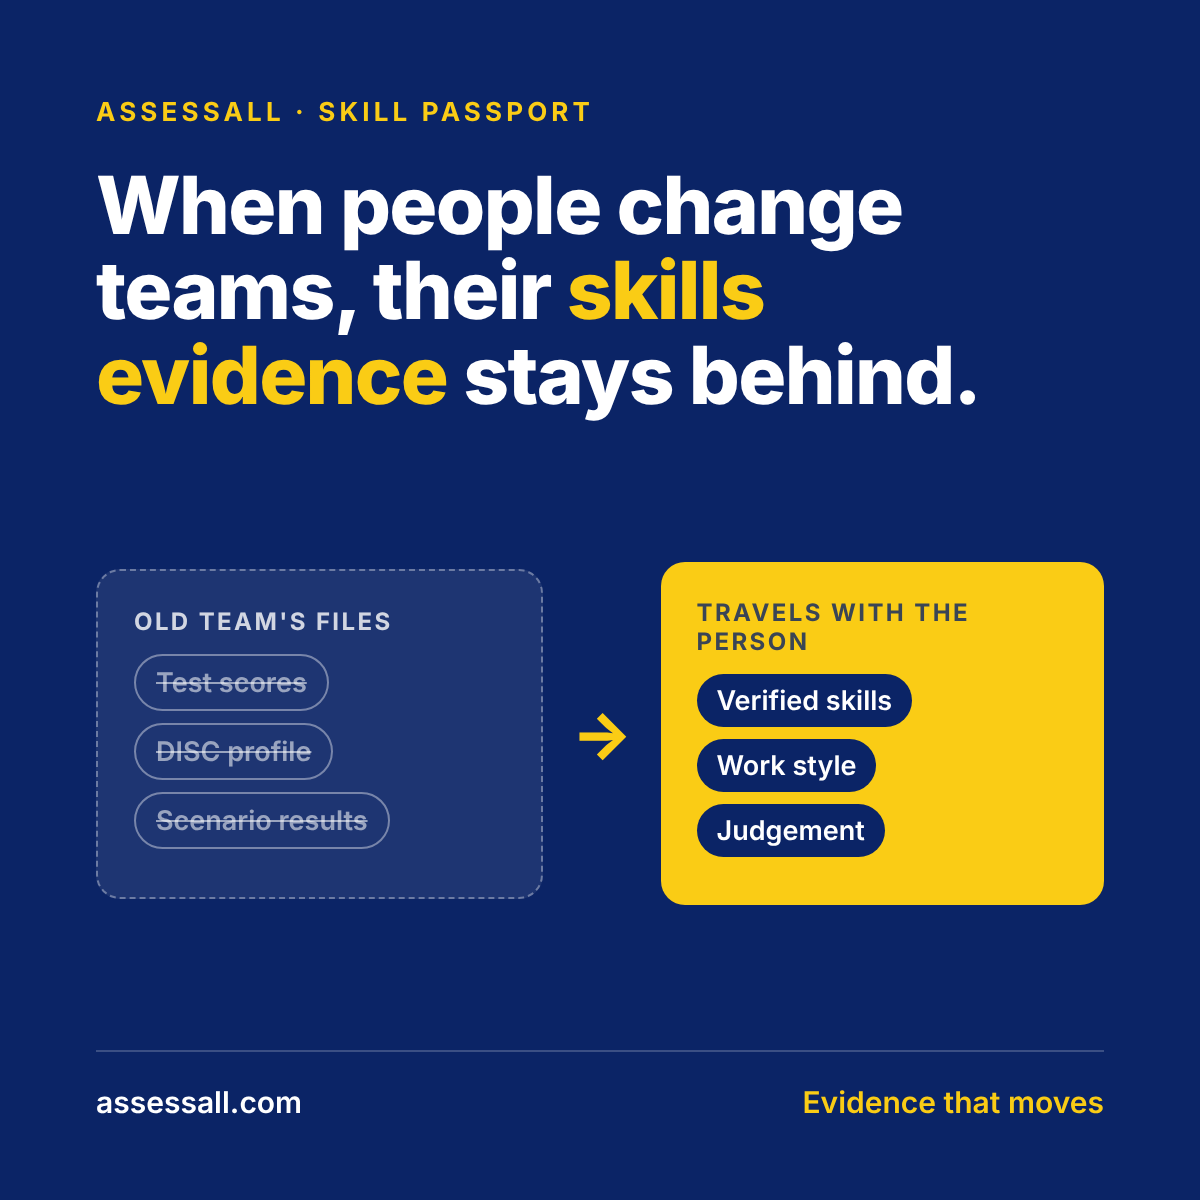 ASSESSALL · SKILL PASSPORT
When people change
teams, their skills
evidence stays behind.
OLD TEAM'S FILES
Test scores
DISC profile
Scenario results
→
TRAVELS WITH THE
PERSON
Verified skills
Work style
Judgement
assessall.com
Evidence that moves